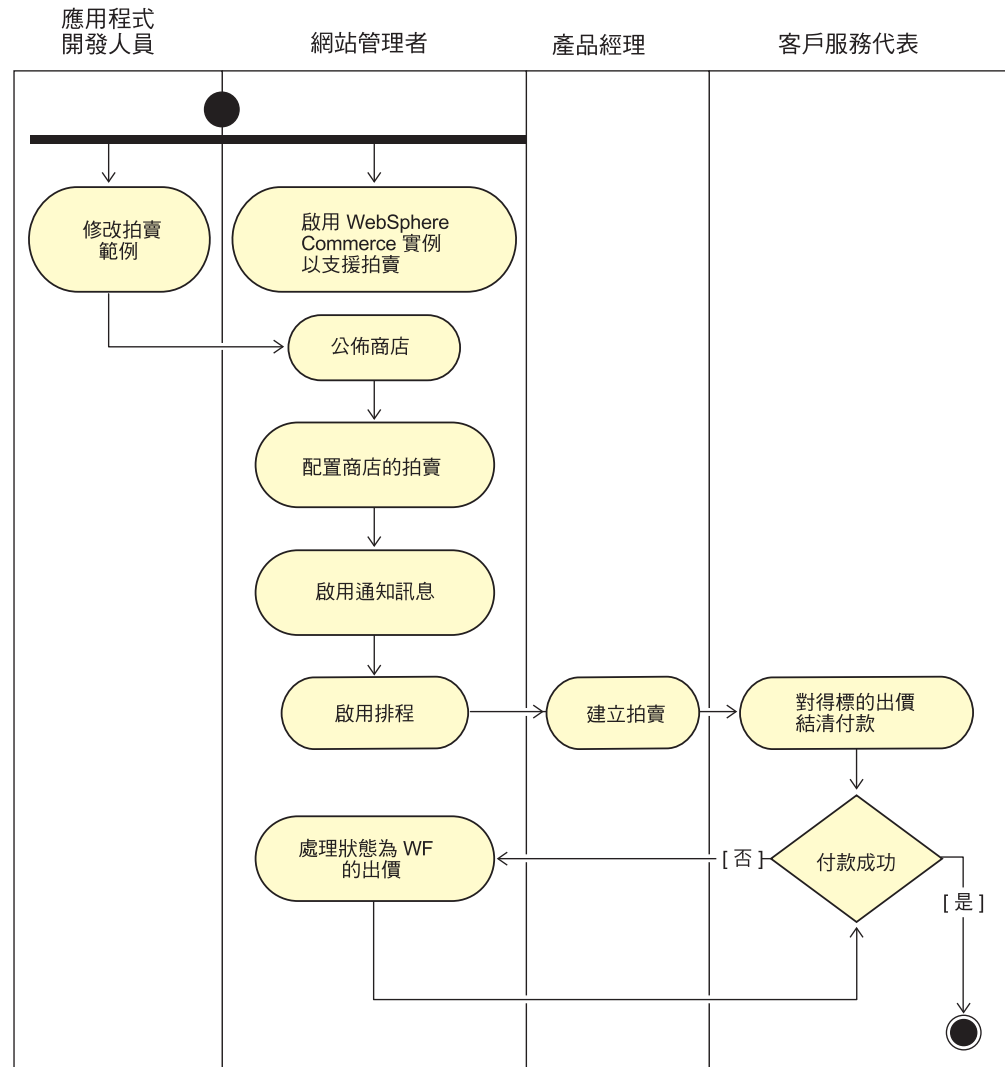 應用程式
開發人員
網站管理者
產品經理
客戶服務代表
修改拍賣
範例
啟用 WebSphere
Commerce 實例
以支援拍賣
公佈商店
配置商店的拍賣
啟用通知訊息
啟用排程
建立拍賣
對得標的出價
結清付款
處理狀態為 WF
的出價
[ 否 ]
付款成功
[ 是 ]